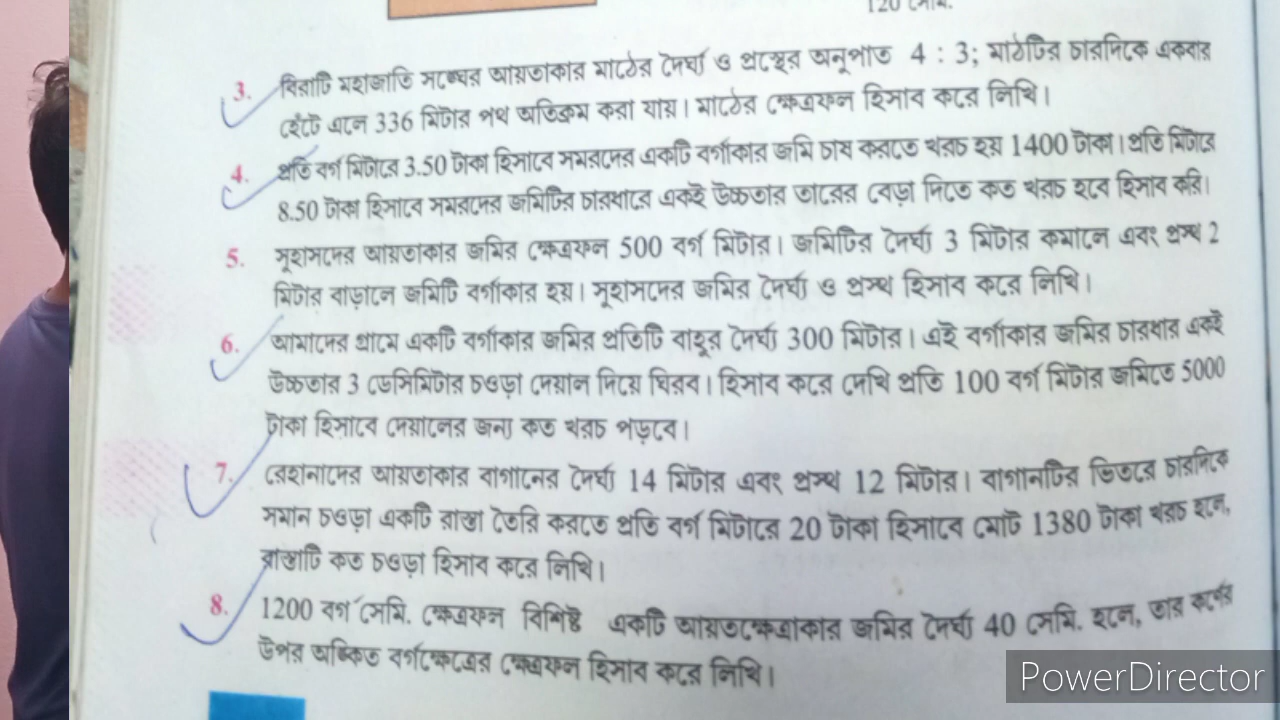 120 সেমি.
3. বিরাটি মহাজাতি সঙ্ঘের আয়তাকার মাঠের দৈর্ঘ্য ও প্রস্থের অনুপাত 4 : 3; মাঠটির চারদিকে একবার
হেঁটে এলে 336 মিটার পথ অতিক্রম করা যায়। মাঠের ক্ষেত্রফল হিসাব করে লিখি।
4. প্রতি বর্গ মিটারে 3.50 টাকা হিসাবে সমরদের একটি বর্গাকার জমি চাষ করতে খরচ হয় 1400 টাকা। প্রতি মিটারে
8.50 টাকা হিসাবে সমরদের জমিটির চারধারে একই উচ্চতার তারের বেড়া দিতে কত খরচ হবে হিসাব করি।
5. সুহাসদের আয়তাকার জমির ক্ষেত্রফল 500 বর্গ মিটার। জমিটির দৈর্ঘ্য 3 মিটার কমালে এবং প্রস্থ 2
মিটার বাড়ালে জমিটি বর্গাকার হয়। সুহাসদের জমির দৈর্ঘ্য ও প্রস্থ হিসাব করে লিখি।
6. আমাদের গ্রামে একটি বর্গাকার জমির প্রতিটি বাহুর দৈর্ঘ্য 300 মিটার। এই বর্গাকার জমির চারধার একই
উচ্চতার 3 ডেসিমিটার চওড়া দেয়াল দিয়ে ঘিরব। হিসাব করে দেখি প্রতি 100 বর্গ মিটার জমিতে 5000
টাকা হিসাবে দেয়ালের জন্য কত খরচ পড়বে।
7. রেহানাদের আয়তাকার বাগানের দৈর্ঘ্য 14 মিটার এবং প্রস্থ 12 মিটার। বাগানটির ভিতরে চারদিকে
সমান চওড়া একটি রাস্তা তৈরি করতে প্রতি বর্গ মিটারে 20 টাকা হিসাবে মোট 1380 টাকা খরচ হলে,
রাস্তাটি কত চওড়া হিসাব করে লিখি।
8. 1200 বর্গ সেমি. ক্ষেত্রফল বিশিষ্ট একটি আয়তক্ষেত্রাকার জমির দৈর্ঘ্য 40 সেমি. হলে, তার কর্ণের
উপর অঙ্কিত বর্গক্ষেত্রের ক্ষেত্রফল হিসাব করে লিখি।
PowerDirector